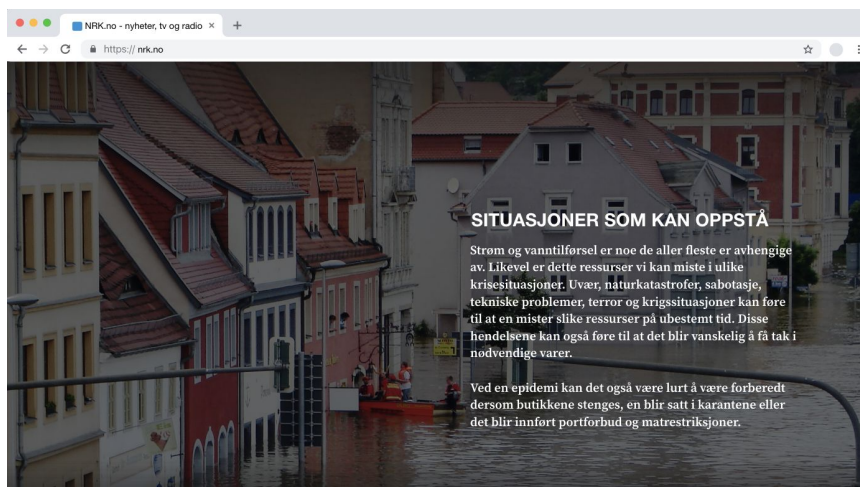 NRK.no - nyheter, tv og radio
https:// nrk.no
SITUASJONER SOM KAN OPPSTÅ
Strøm og vanntilførsel er noe de aller fleste er avhengige
av. Likevel er dette ressurser vi kan miste i ulike
krisesituasjoner. Uvær, naturkatastrofer, sabotasje,
tekniske problemer, terror og krigssituasjoner kan føre
til at en mister slike ressurser på ubestemt tid. Disse
hendelsene kan også føre til at det blir vanskelig å få tak i
nødvendige varer.
Ved en epidemi kan det også være lurt å være forberedt
dersom butikkene stenges, en blir satt i karantene eller
det blir innført portforbud og matrestriksjoner.